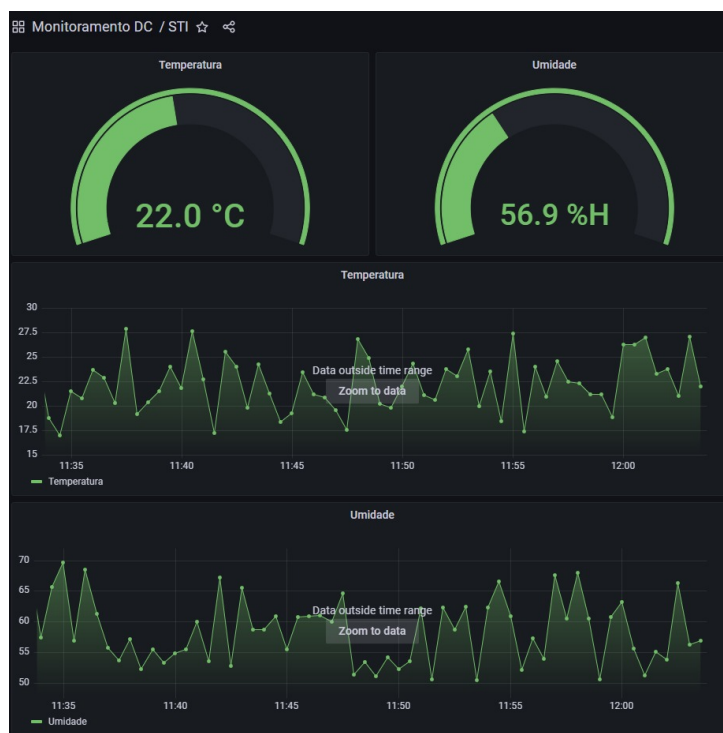 Monitoramento DC / STI
Temperatura
Umidade
22.0 °C
56.9 %H
Temperatura
30
27.5
25
22.5
20
17.5
15
Data outside time range
Zoom to data
11:35 11:40 11:45 11:50 11:55 12:00
Temperatura
Umidade
70
65
60
55
50
Data outside time range
Zoom to data
11:35 11:40 11:45 11:50 11:55 12:00
Umidade